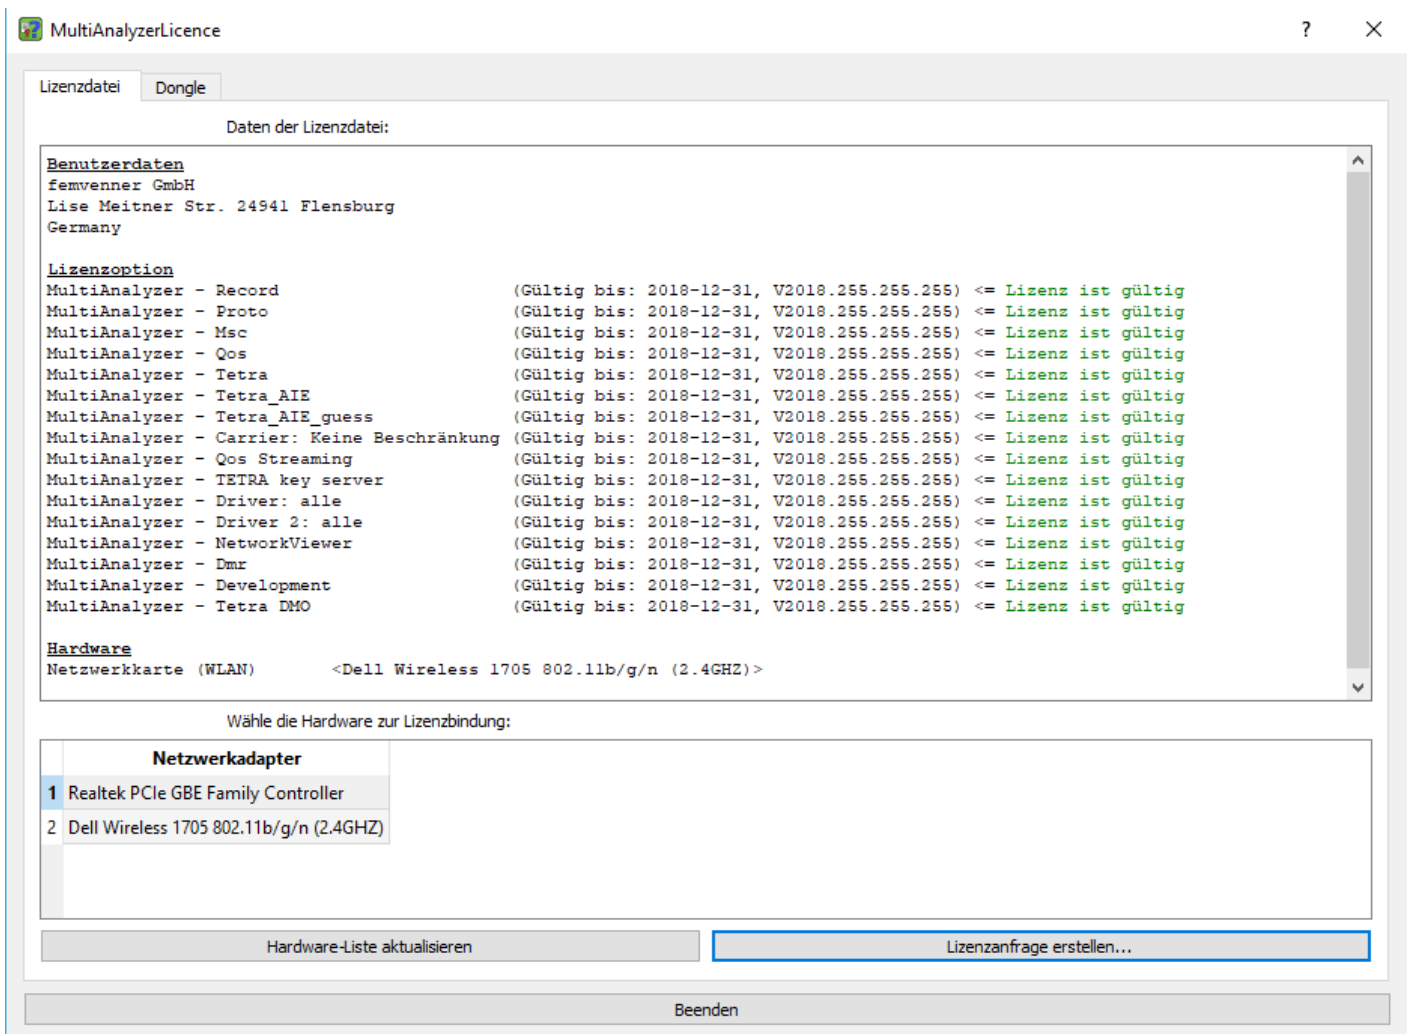 MultiAnalyzerLicence
Lizenzdatei Dongle
Daten der Lizenzdatei:
Benutzerdaten
femvenner GmbH
Lise Meitner Str. 24941 Flensburg
Germany
Lizenzoption
MultiAnalyzer - Record (Gültig bis: 2018-12-31, V2018.255.255.255) <= Lizenz ist gültig
MultiAnalyzer - Proto (Gültig bis: 2018-12-31, V2018.255.255.255) <= Lizenz ist gültig
MultiAnalyzer - Msc (Gültig bis: 2018-12-31, V2018.255.255.255) <= Lizenz ist gültig
MultiAnalyzer - Qos (Gültig bis: 2018-12-31, V2018.255.255.255) <= Lizenz ist gültig
MultiAnalyzer - Tetra (Gültig bis: 2018-12-31, V2018.255.255.255) <= Lizenz ist gültig
MultiAnalyzer - Tetra_AIE (Gültig bis: 2018-12-31, V2018.255.255.255) <= Lizenz ist gültig
MultiAnalyzer - Tetra_AIE_guess (Gültig bis: 2018-12-31, V2018.255.255.255) <= Lizenz ist gültig
MultiAnalyzer - Carrier: Keine Beschränkung (Gültig bis: 2018-12-31, V2018.255.255.255) <= Lizenz ist gültig
MultiAnalyzer - Qos Streaming (Gültig bis: 2018-12-31, V2018.255.255.255) <= Lizenz ist gültig
MultiAnalyzer - TETRA key server (Gültig bis: 2018-12-31, V2018.255.255.255) <= Lizenz ist gültig
MultiAnalyzer - Driver: alle (Gültig bis: 2018-12-31, V2018.255.255.255) <= Lizenz ist gültig
MultiAnalyzer - Driver 2: alle (Gültig bis: 2018-12-31, V2018.255.255.255) <= Lizenz ist gültig
MultiAnalyzer - NetworkViewer (Gültig bis: 2018-12-31, V2018.255.255.255) <= Lizenz ist gültig
MultiAnalyzer - Dmr (Gültig bis: 2018-12-31, V2018.255.255.255) <= Lizenz ist gültig
MultiAnalyzer - Development (Gültig bis: 2018-12-31, V2018.255.255.255) <= Lizenz ist gültig
MultiAnalyzer - Tetra DMO (Gültig bis: 2018-12-31, V2018.255.255.255) <= Lizenz ist gültig
Hardware
Netzwerkkarte (WLAN) <Dell Wireless 1705 802.11b/g/n (2.4GHZ)>
Wähle die Hardware zur Lizenzbindung:
Netzwerkadapter
1 Realtek PCIe GBE Family Controller
2 Dell Wireless 1705 802.11b/g/n (2.4GHZ)
Hardware-Liste aktualisieren Lizenzanfrage erstellen...
Beenden